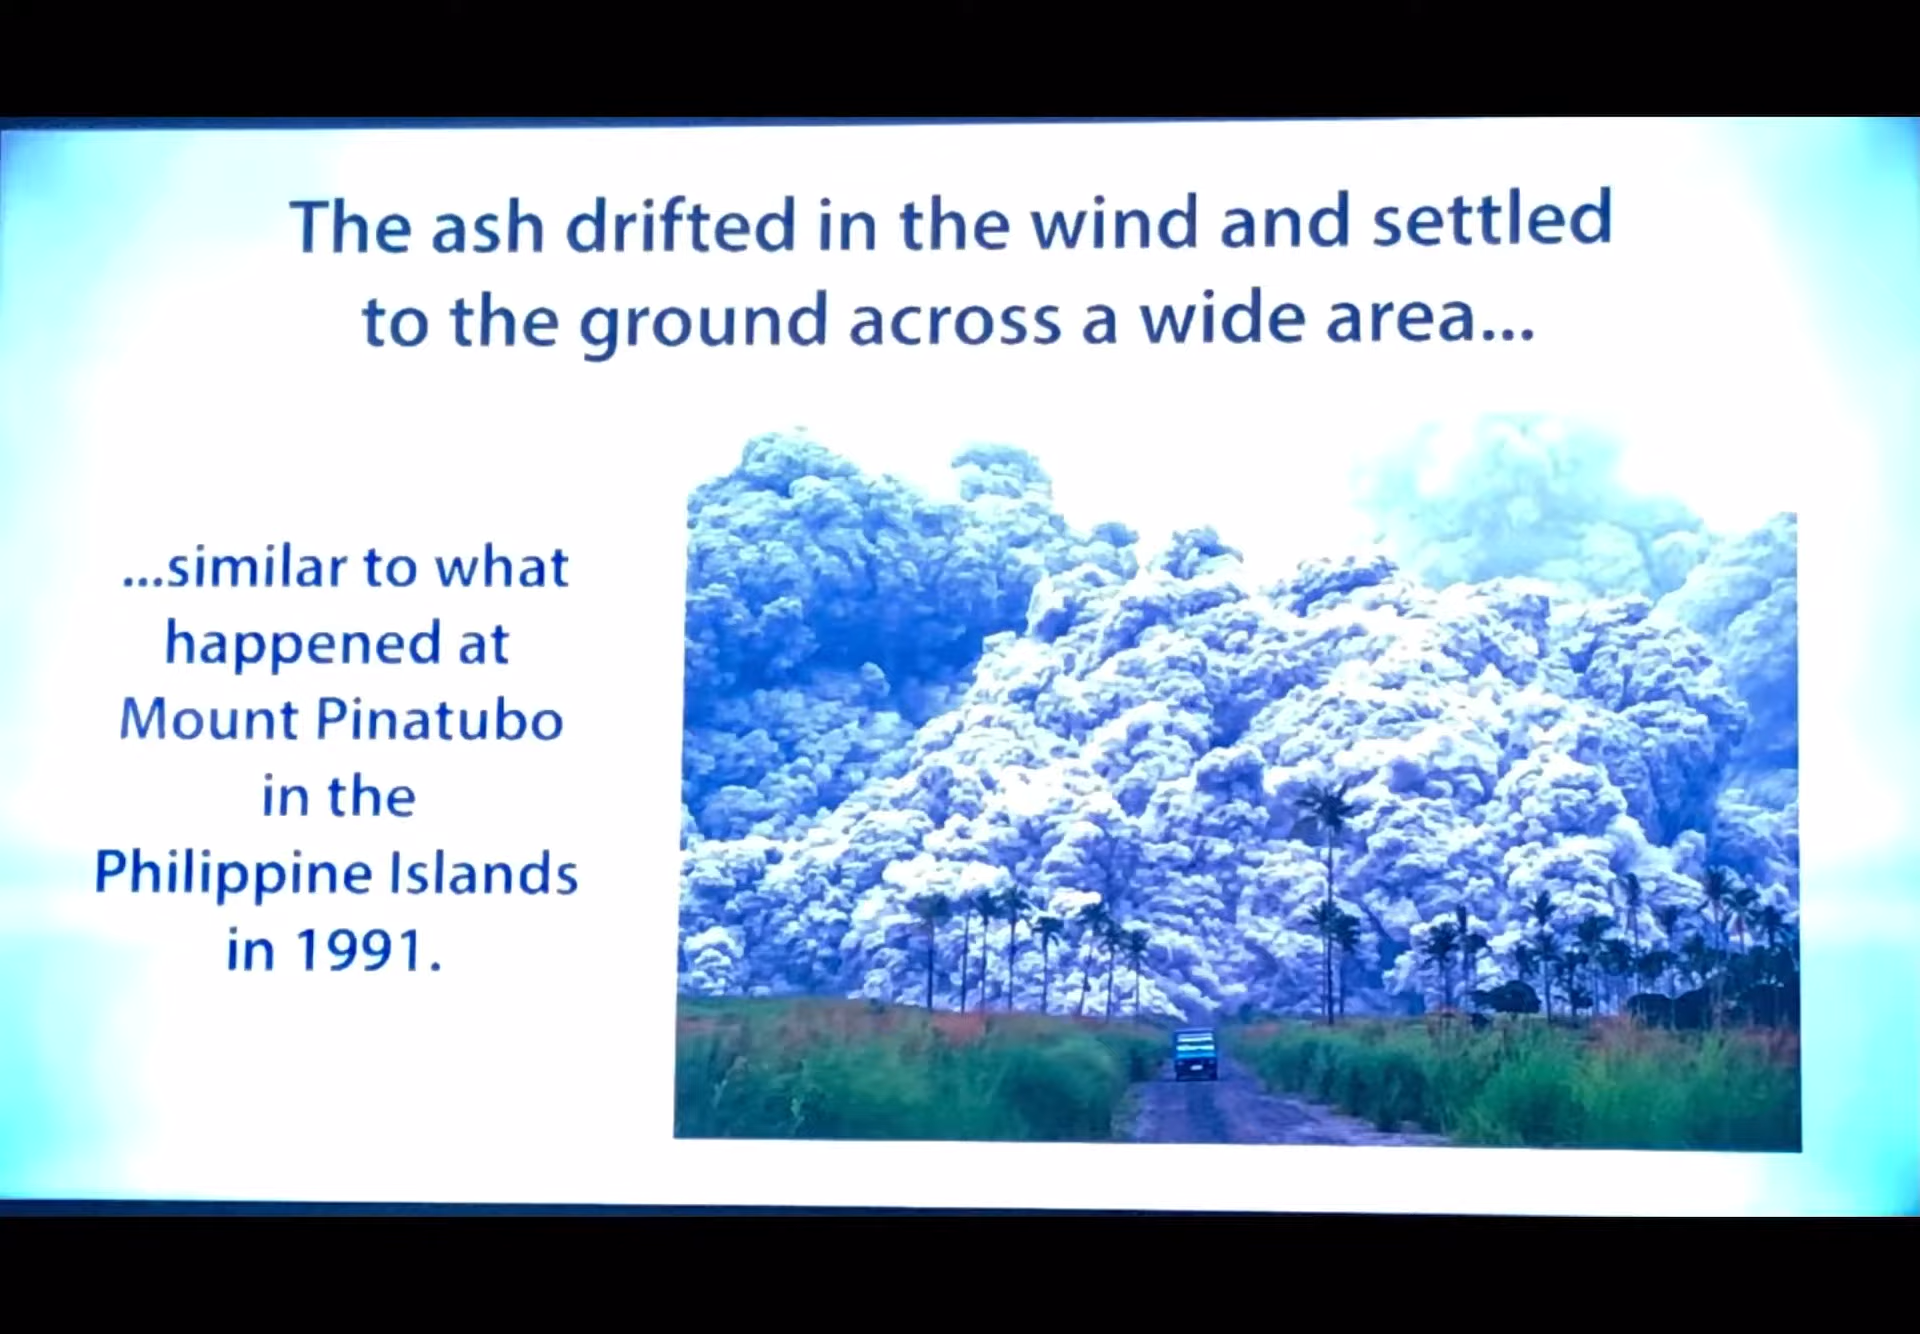 The ash drifted in the wind and settled
to the ground across a wide area...
...similar to what
happened at
Mount Pinatubo
in the
Philippine Islands
in 1991.